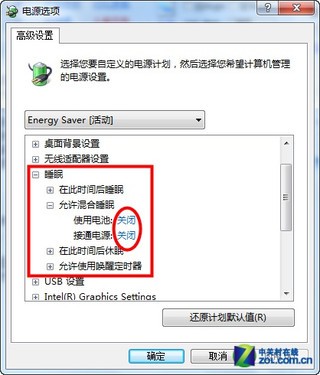 电源选项
高级设置
选择您要自定义的电源计划，然后选择您希望计算机管理
的电源设置。
Energy Saver [活动]
桌面背景设置
无线适配器设置
睡眠
在此时间后睡眠
允许混合睡眠
使用电池: 关闭
接通电源: 关闭
在此时间后休眠
允许使用唤醒定时器
USB 设置
Intel(R) Graphics Settings
还原计划默认值(R)
确定
取消
中关村在线
zol.com.cn